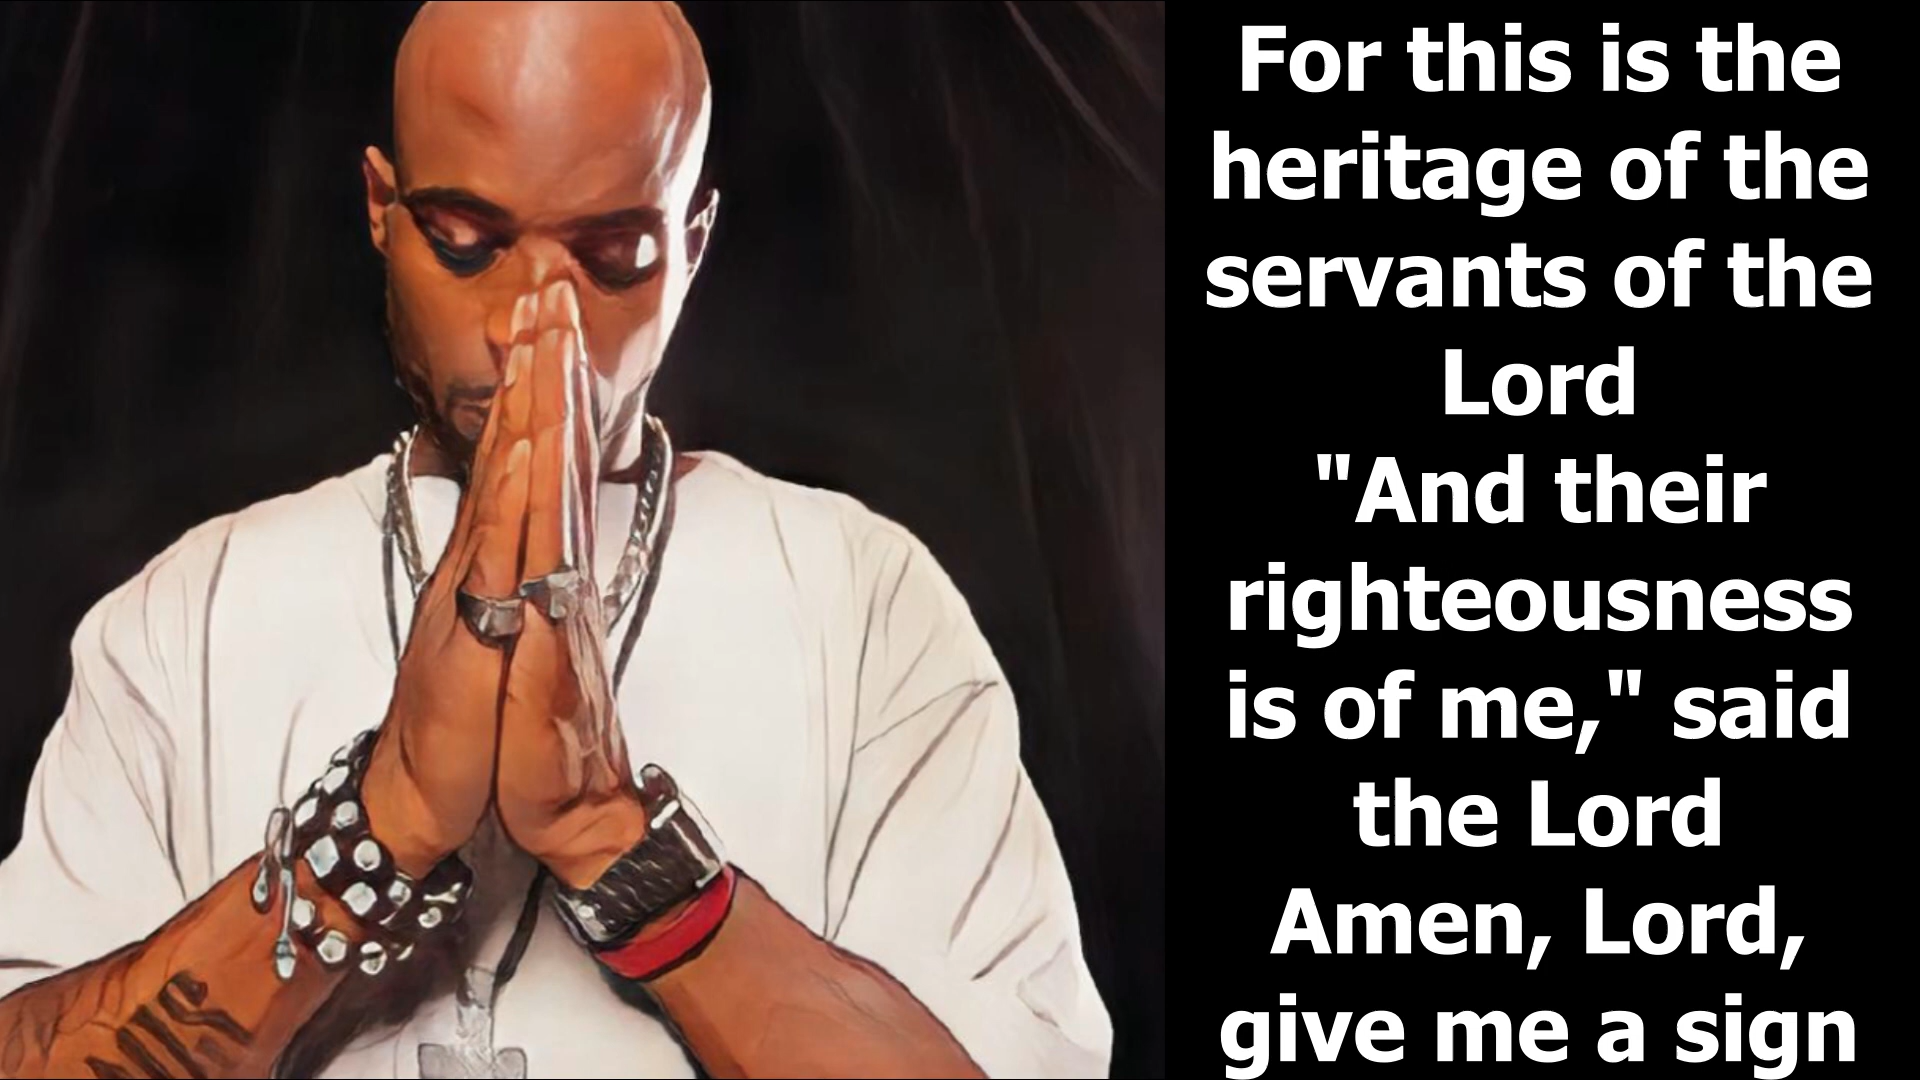 For this is the
heritage of the
servants of the
Lord
"And their
righteousness
is of me," said
the Lord
Amen, Lord,
give me a sign